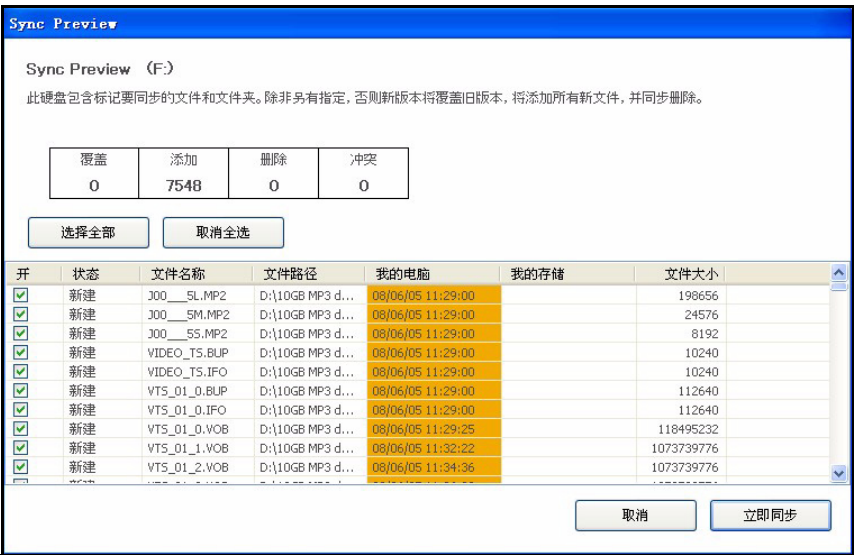 Sync Preview
Sync Preview (F:)
此硬盘包含标记要同步的文件和文件夹。除非另有指定, 否则新版本将覆盖旧版本, 将添加所有新文件, 并同步删除。
覆盖 添加 删除 冲突
0 7548 0 0
选择全部 取消全选
开 状态 文件名称 文件路径 我的电脑 我的存储 文件大小
新建 J00___5L.MP2 D:\10GB MP3 d... 08/06/05 11:29:00 198656
新建 J00___5M.MP2 D:\10GB MP3 d... 08/06/05 11:29:00 24576
新建 J00___5S.MP2 D:\10GB MP3 d... 08/06/05 11:29:00 8192
新建 VIDEO_TS.BUP D:\10GB MP3 d... 08/06/05 11:29:00 10240
新建 VIDEO_TS.IFO D:\10GB MP3 d... 08/06/05 11:29:00 10240
新建 VTS_01_0.BUP D:\10GB MP3 d... 08/06/05 11:29:00 112640
新建 VTS_01_0.IFO D:\10GB MP3 d... 08/06/05 11:29:00 112640
新建 VTS_01_0.VOB D:\10GB MP3 d... 08/06/05 11:29:25 118495232
新建 VTS_01_1.VOB D:\10GB MP3 d... 08/06/05 11:32:22 1073739776
新建 VTS_01_2.VOB D:\10GB MP3 d... 08/06/05 11:34:36 1073739776
取消 立即同步